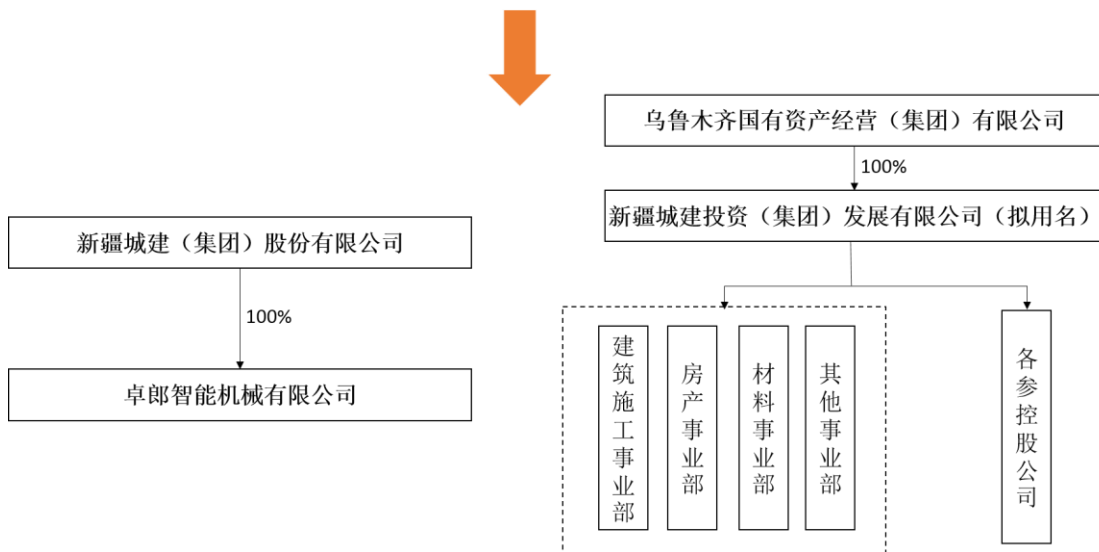 乌鲁木齐国有资产经营（集团）有限公司
100%
新疆城建投资（集团）发展有限公司（拟用名）
新疆城建（集团）股份有限公司
100%
卓郎智能机械有限公司
建筑施工事业部
房产事业部
材料事业部
其他事业部
各参控股公司